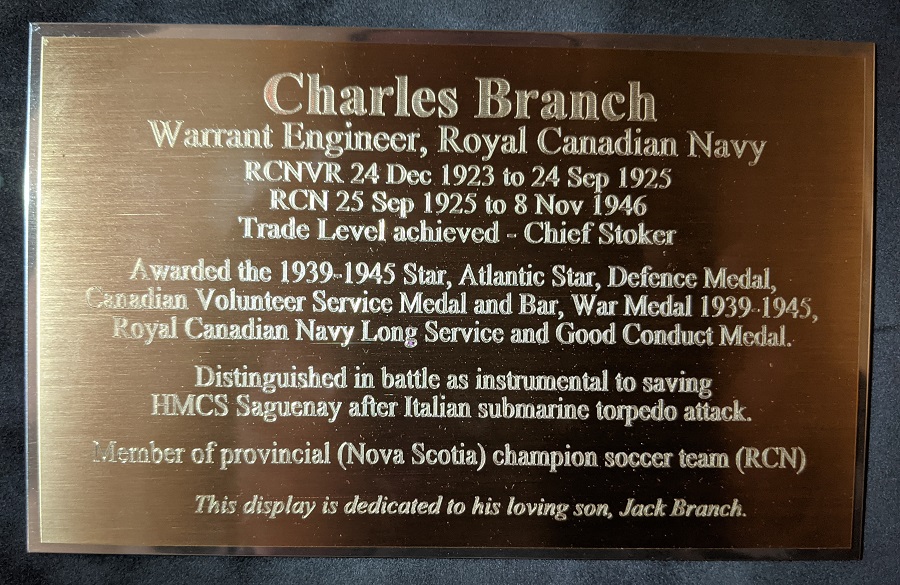 Charles Branch
Warrant Engineer, Royal Canadian Navy
RCNVR 24 Dec 1923 to 24 Sep 1925
RCN 25 Sep 1925 to 8 Nov 1946
Trade Level achieved - Chief Stoker
Awarded the 1939-1945 Star, Atlantic Star, Defence Medal,
Canadian Volunteer Service Medal and Bar, War Medal 1939-1945,
Royal Canadian Navy Long Service and Good Conduct Medal.
Distinguished in battle as instrumental to saving
HMCS Saguenay after Italian submarine torpedo attack.
Member of provincial (Nova Scotia) champion soccer team (RCN)
This display is dedicated to his loving son, Jack Branch.